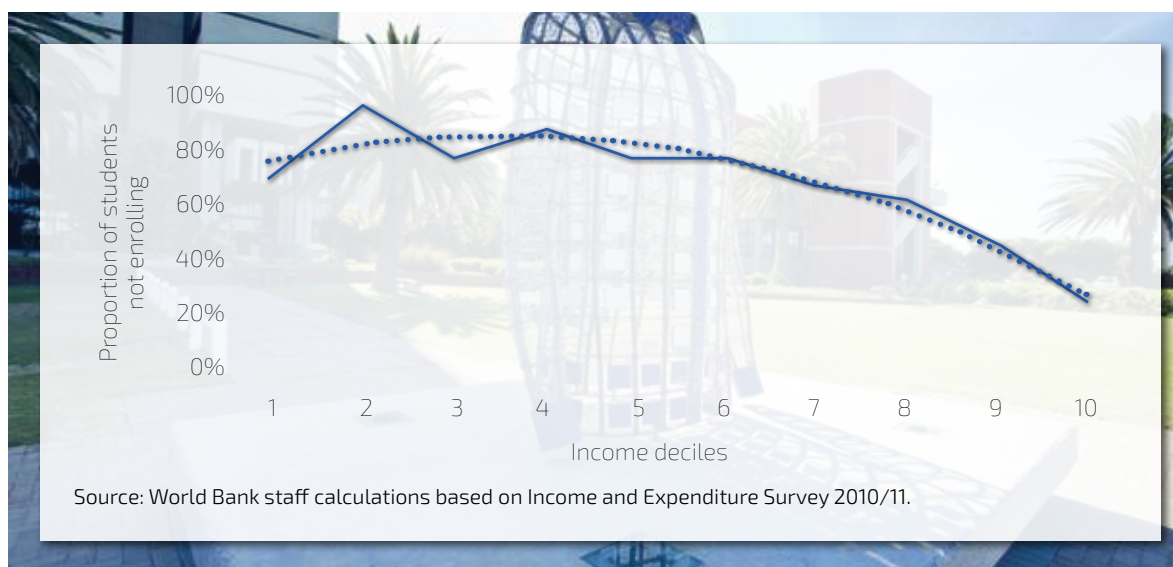 100%
80%
60%
40%
20%
0%
Proportion of students
not enrolling
1 2 3 4 5 6 7 8 9 10
Income deciles
Source: World Bank staff calculations based on Income and Expenditure Survey 2010/11.